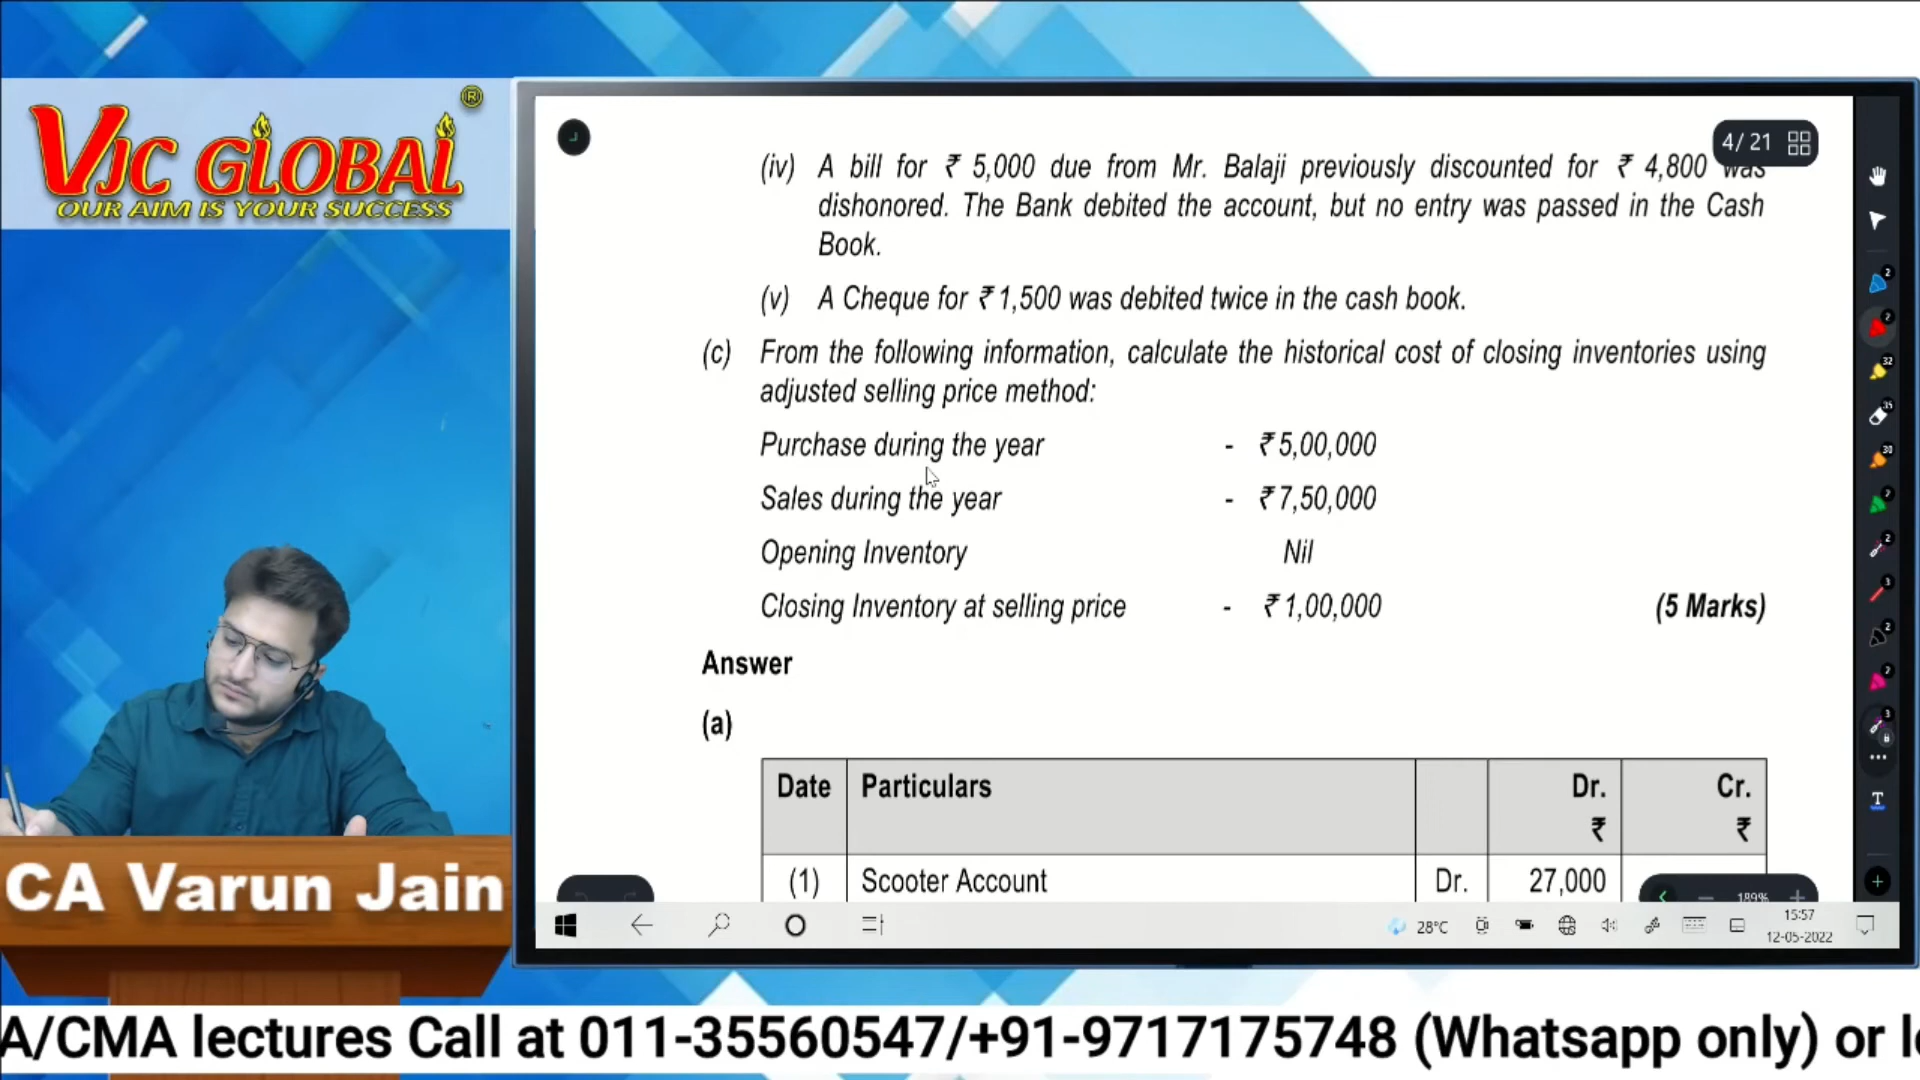 VJC GLOBAL ®
OUR AIM IS YOUR SUCCESS
4/21
(iv) A bill for ₹ 5,000 due from Mr. Balaji previously discounted for ₹ 4,800 was
dishonored. The Bank debited the account, but no entry was passed in the Cash
Book.
(v) A Cheque for ₹ 1,500 was debited twice in the cash book.
(c) From the following information, calculate the historical cost of closing inventories using
adjusted selling price method:
Purchase during the year - ₹ 5,00,000
Sales during the year - ₹ 7,50,000
Opening Inventory Nil
Closing Inventory at selling price - ₹ 1,00,000 (5 Marks)
Answer
(a)
Date Particulars Dr. Cr.
₹ ₹
(1) Scooter Account Dr. 27,000
189%
28°C
15:57
12-05-2022
CA Varun Jain
A/CMA lectures Call at 011-35560547/+91-9717175748 (Whatsapp only) or